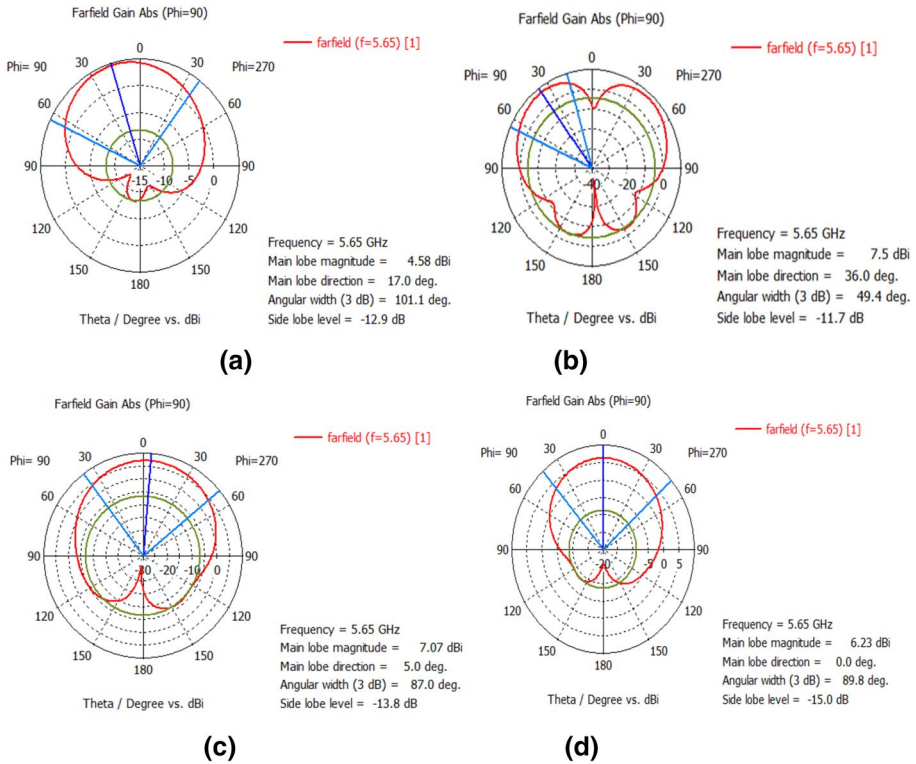 Farfield Gain Abs (Phi=90)
farfield (f=5.65) [1]
Phi= 90 30 0 30 Phi=270
60 60
90 -15 -10 -5 0 90
120 120
150 150
180
Theta / Degree vs. dBi
Frequency = 5.65 GHz
Main lobe magnitude = 4.58 dBi
Main lobe direction = 17.0 deg.
Angular width (3 dB) = 101.1 deg.
Side lobe level = -12.9 dB
(a)
Farfield Gain Abs (Phi=90)
farfield (f=5.65) [1]
Phi= 90 30 0 30 Phi=270
60 60
90 -40 -20 0 90
120 120
150 150
180
Theta / Degree vs. dBi
Frequency = 5.65 GHz
Main lobe magnitude = 7.5 dBi
Main lobe direction = 36.0 deg.
Angular width (3 dB) = 49.4 deg.
Side lobe level = -11.7 dB
(b)
Farfield Gain Abs (Phi=90)
farfield (f=5.65) [1]
Phi= 90 30 0 30 Phi=270
60 60
90 -10 0 90
120 120
150 150
180
Theta / Degree vs. dBi
Frequency = 5.65 GHz
Main lobe magnitude = 7.07 dBi
Main lobe direction = 5.0 deg.
Angular width (3 dB) = 87.0 deg.
Side lobe level = -13.8 dB
(c)
Farfield Gain Abs (Phi=90)
farfield (f=5.65) [1]
Phi= 90 30 0 30 Phi=270
60 60
90 -5 0 5 90
120 120
150 150
180
Theta / Degree vs. dBi
Frequency = 5.65 GHz
Main lobe magnitude = 6.23 dBi
Main lobe direction = 0.0 deg.
Angular width (3 dB) = 89.8 deg.
Side lobe level = -15.0 dB
(d)